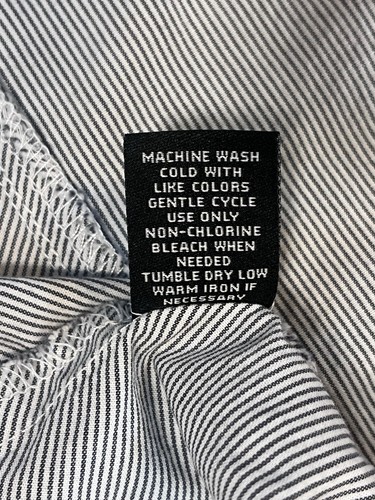 MACHINE WASH
COLD WITH
LIKE COLORS
GENTLE CYCLE
USE ONLY
NON-CHLORINE
BLEACH WHEN
NEEDED
TUMBLE DRY LOW
WARM IRON IF
NECESSARY